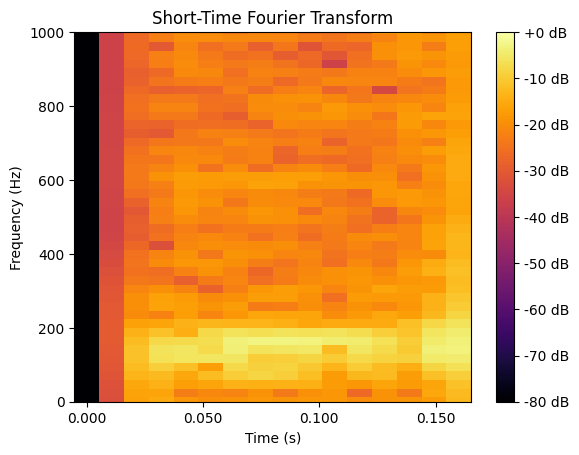 Short-Time Fourier Transform
1000
800
600
400
200
0
Frequency (Hz)
0.000
0.050
0.100
0.150
Time (s)
+0 dB
-10 dB
-20 dB
-30 dB
-40 dB
-50 dB
-60 dB
-70 dB
-80 dB